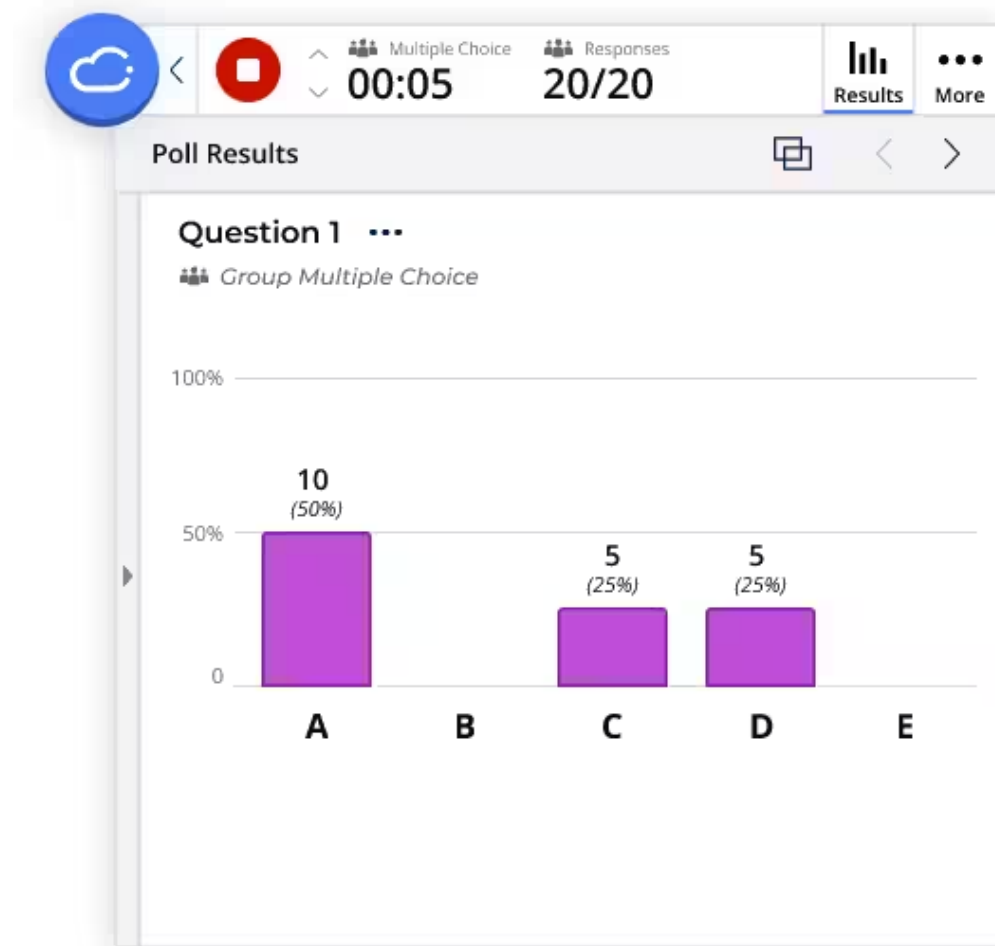 Multiple Choice Responses
00:05 20/20
Results More
Poll Results
Question 1 •••
Group Multiple Choice
100%
10
(50%)
50%
5 5
(25%) (25%)
0
A B C D E